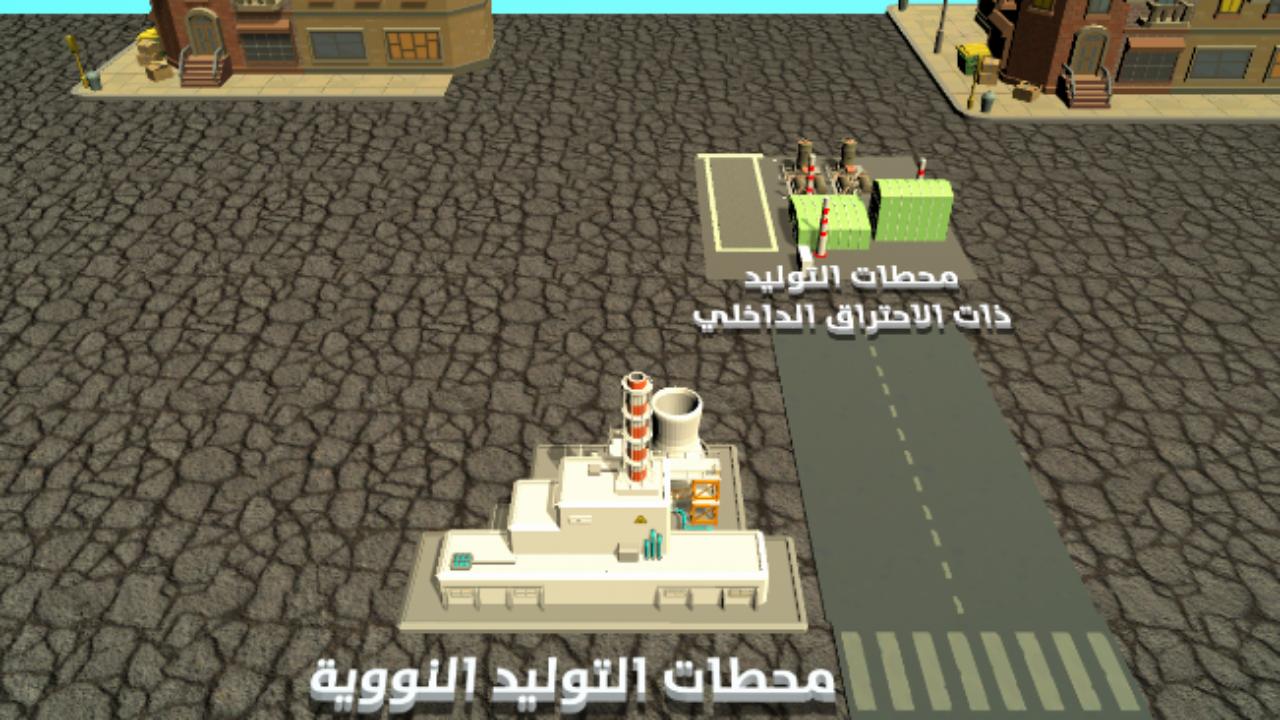 محطات التوليد
ذات الاحتراق الداخلي
محطات التوليد النووية